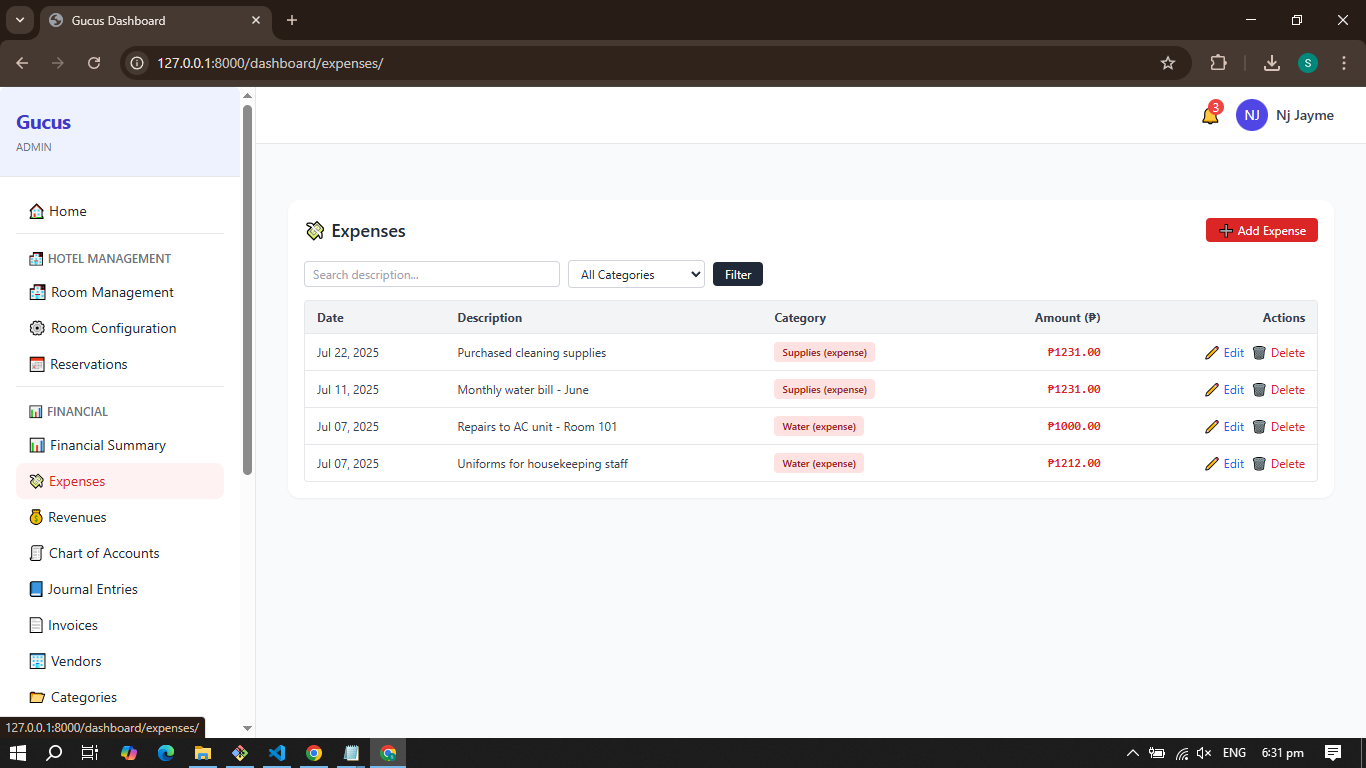 Gucus Dashboard
127.0.0.1:8000/dashboard/expenses/
S
Gucus
ADMIN
3
NJ
Nj Jayme
Home
HOTEL MANAGEMENT
Room Management
Room Configuration
Reservations
FINANCIAL
Financial Summary
Expenses
Revenues
Chart of Accounts
Journal Entries
Invoices
Vendors
Categories
Expenses
Add Expense
Search description...
All Categories
Filter
Date Description Category Amount (₱) Actions
Jul 22, 2025 Purchased cleaning supplies Supplies (expense) ₱1231.00 Edit Delete
Jul 11, 2025 Monthly water bill - June Supplies (expense) ₱1231.00 Edit Delete
Jul 07, 2025 Repairs to AC unit - Room 101 Water (expense) ₱1000.00 Edit Delete
Jul 07, 2025 Uniforms for housekeeping staff Water (expense) ₱1212.00 Edit Delete
127.0.0.1:8000/dashboard/expenses/
ENG
6:31 pm